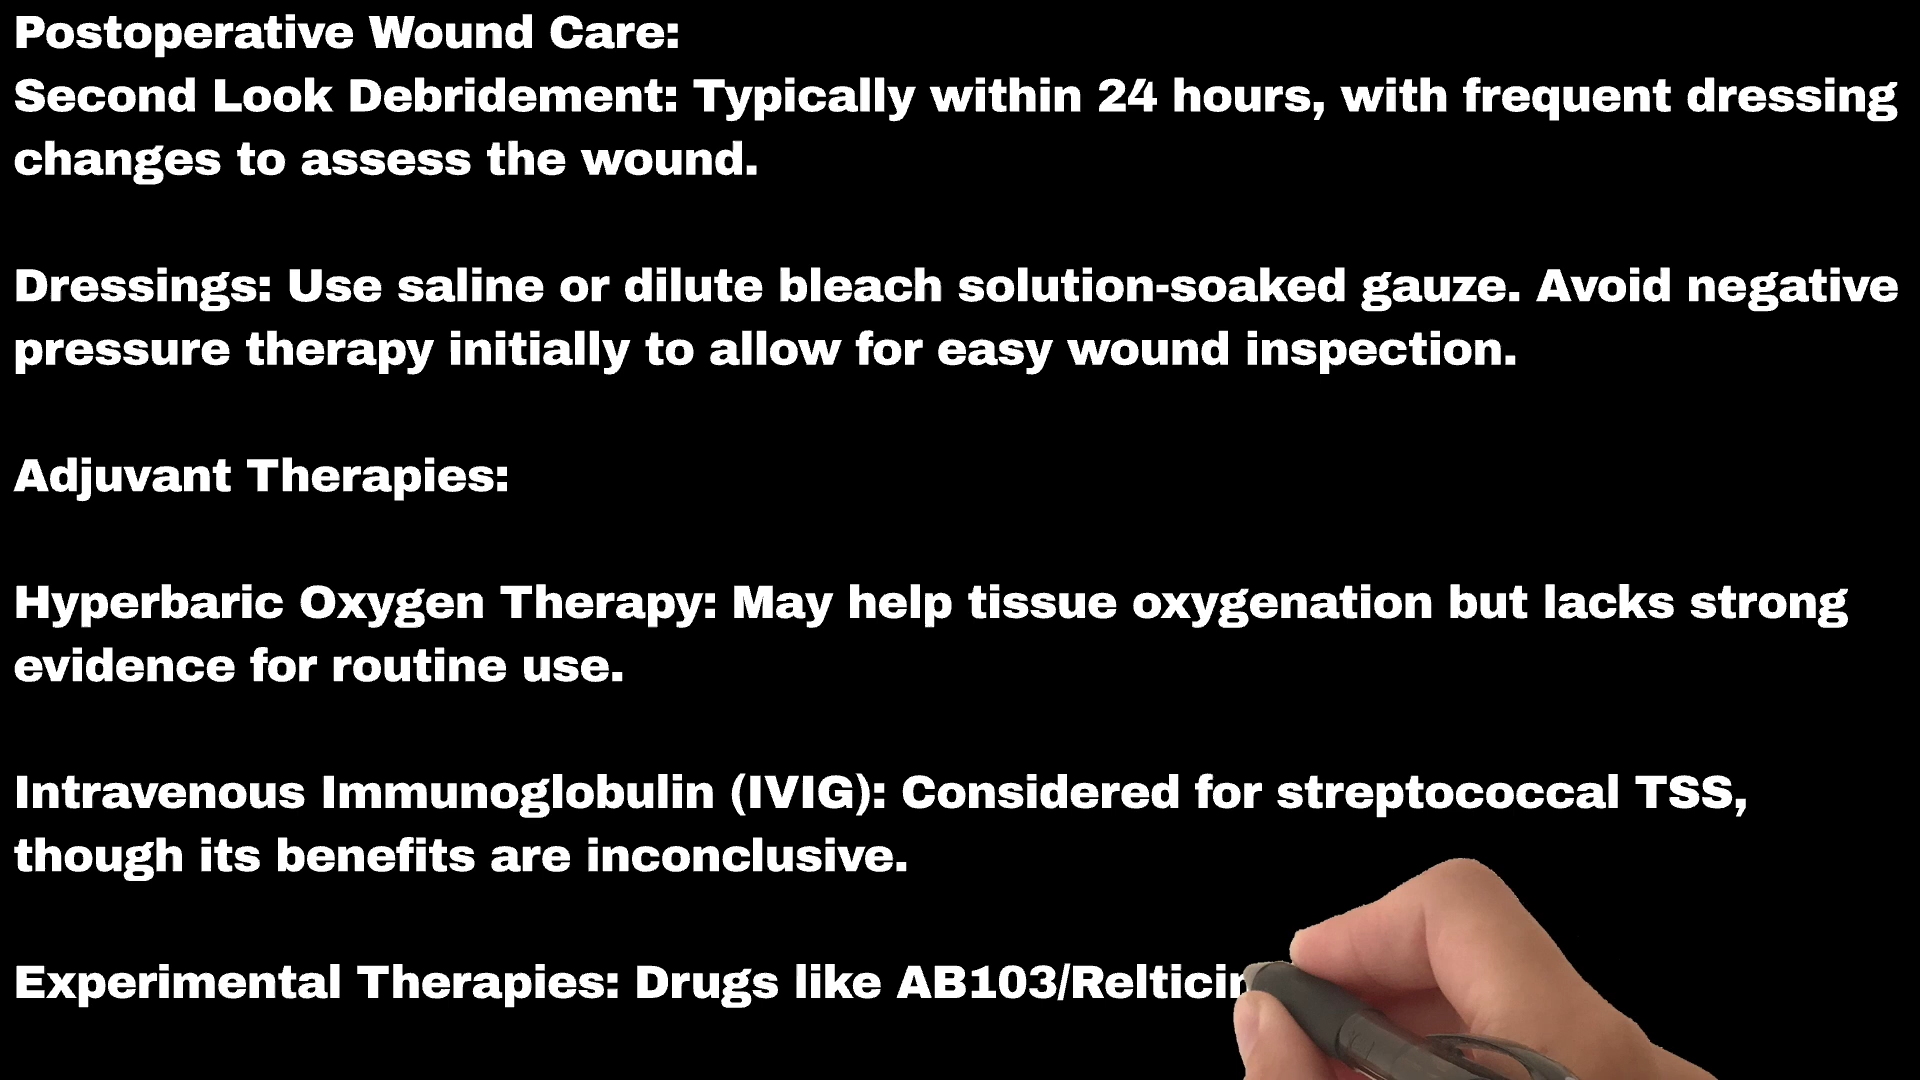 Postoperative Wound Care:
Second Look Debridement: Typically within 24 hours, with frequent dressing
changes to assess the wound.
Dressings: Use saline or dilute bleach solution-soaked gauze. Avoid negative
pressure therapy initially to allow for easy wound inspection.
Adjuvant Therapies:
Hyperbaric Oxygen Therapy: May help tissue oxygenation but lacks strong
evidence for routine use.
Intravenous Immunoglobulin (IVIG): Considered for streptococcal TSS,
though its benefits are inconclusive.
Experimental Therapies: Drugs like AB103/Relticin